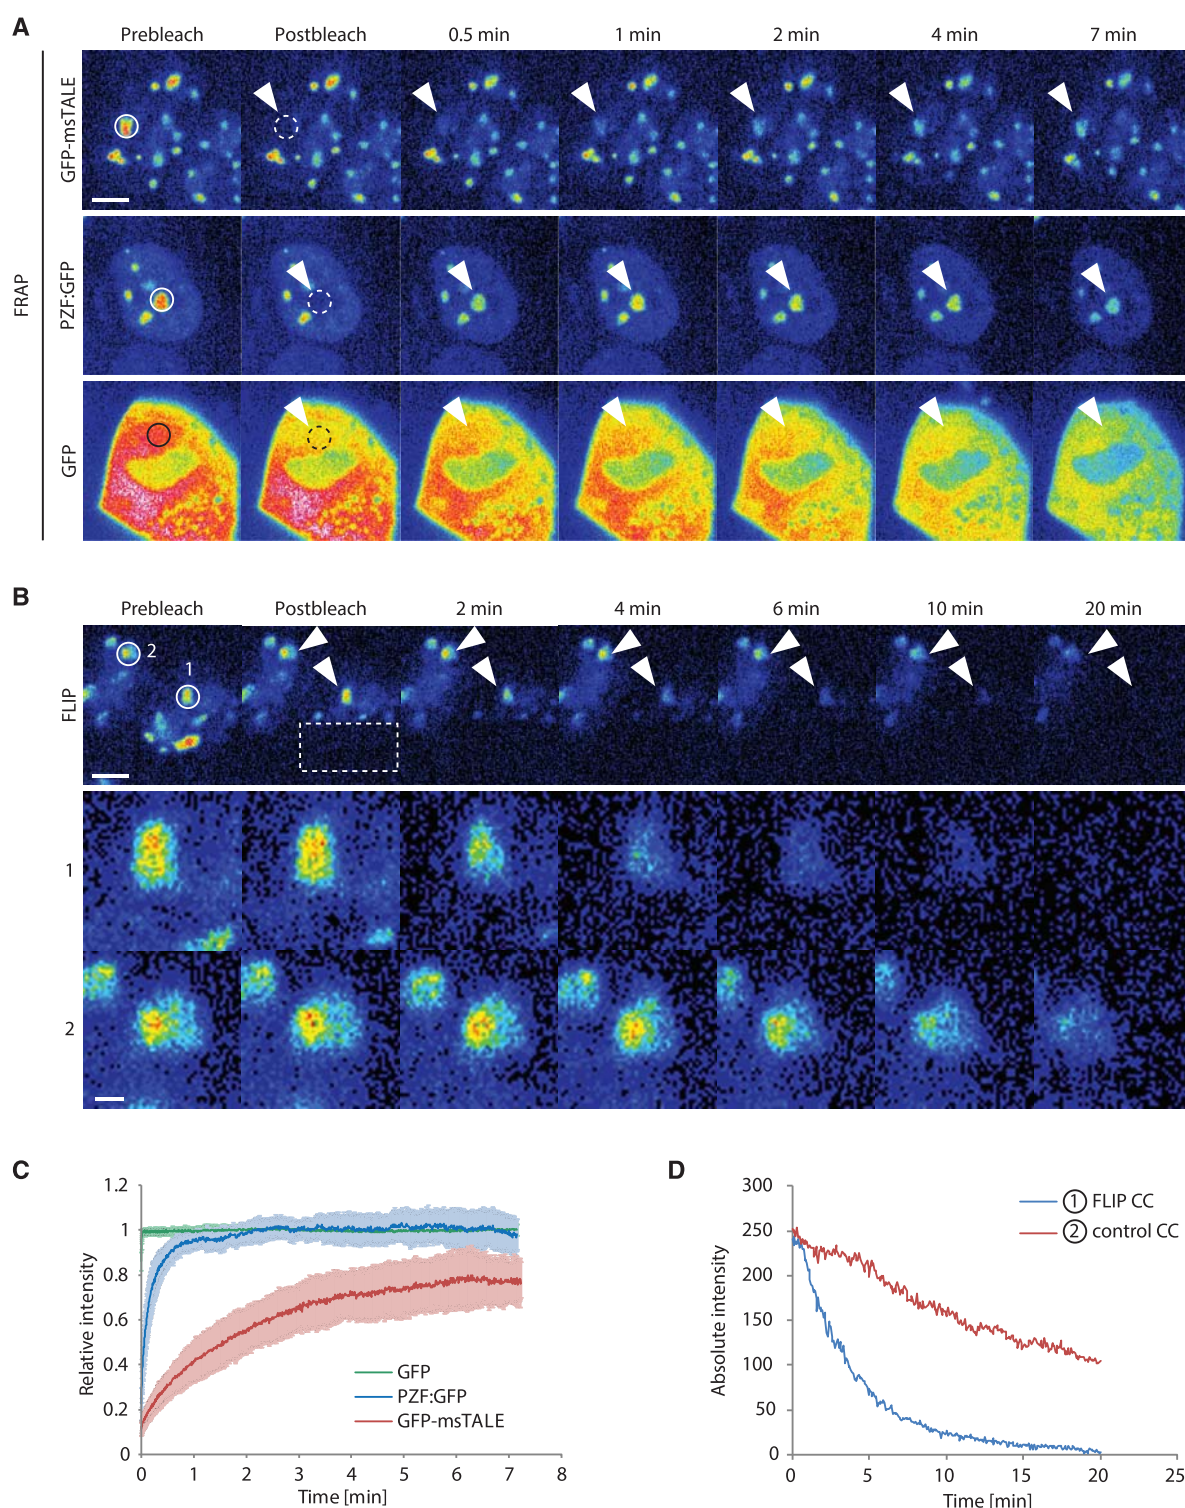 A
Prebleach Postbleach 0.5 min 1 min 2 min 4 min 7 min
FRAP
GFP-msTALE
PZF:GFP
GFP
B
Prebleach Postbleach 2 min 4 min 6 min 10 min 20 min
FLIP
2
1
1
2
C
1.2
1
0.8
0.6
0.4
0.2
0
Relative intensity
GFP
PZF:GFP
GFP-msTALE
0 1 2 3 4 5 6 7 8
Time [min]
D
300
250
200
150
100
50
0
Absolute intensity
1 FLIP CC
2 control CC
0 5 10 15 20 25
Time [min]